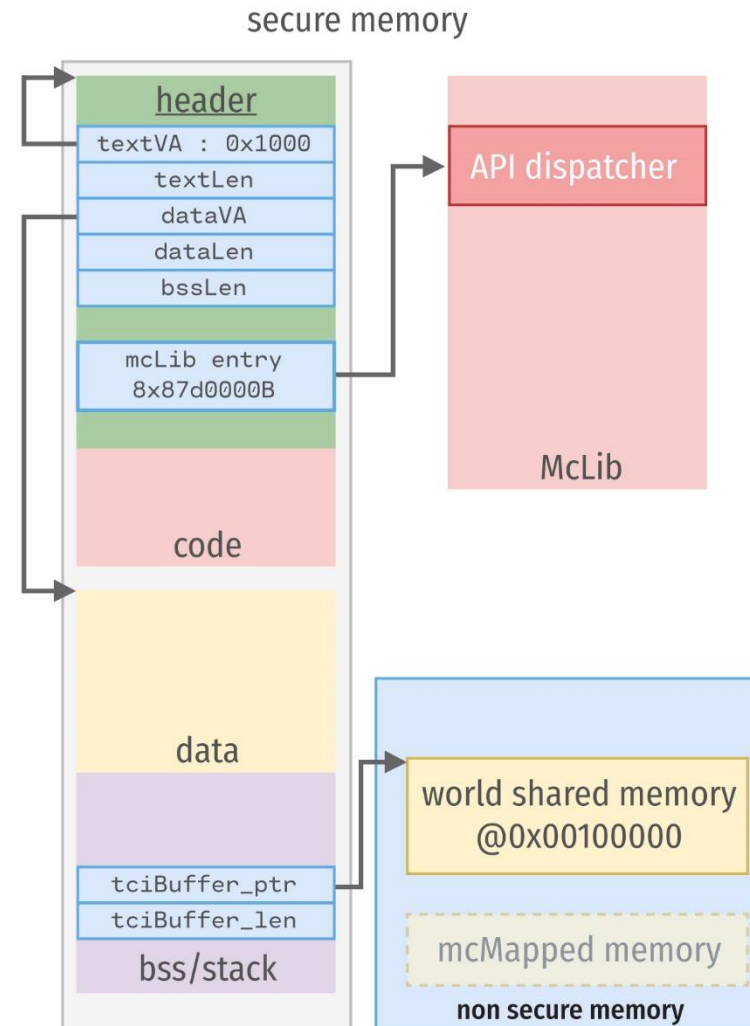 secure memory
header
textVA : 0x1000
textLen
dataVA
dataLen
bssLen
mcLib entry
8x87d0000B
code
data
tciBuffer_ptr
tciBuffer_len
bss/stack
API dispatcher
McLib
world shared memory
@0x00100000
mcMapped memory
non secure memory